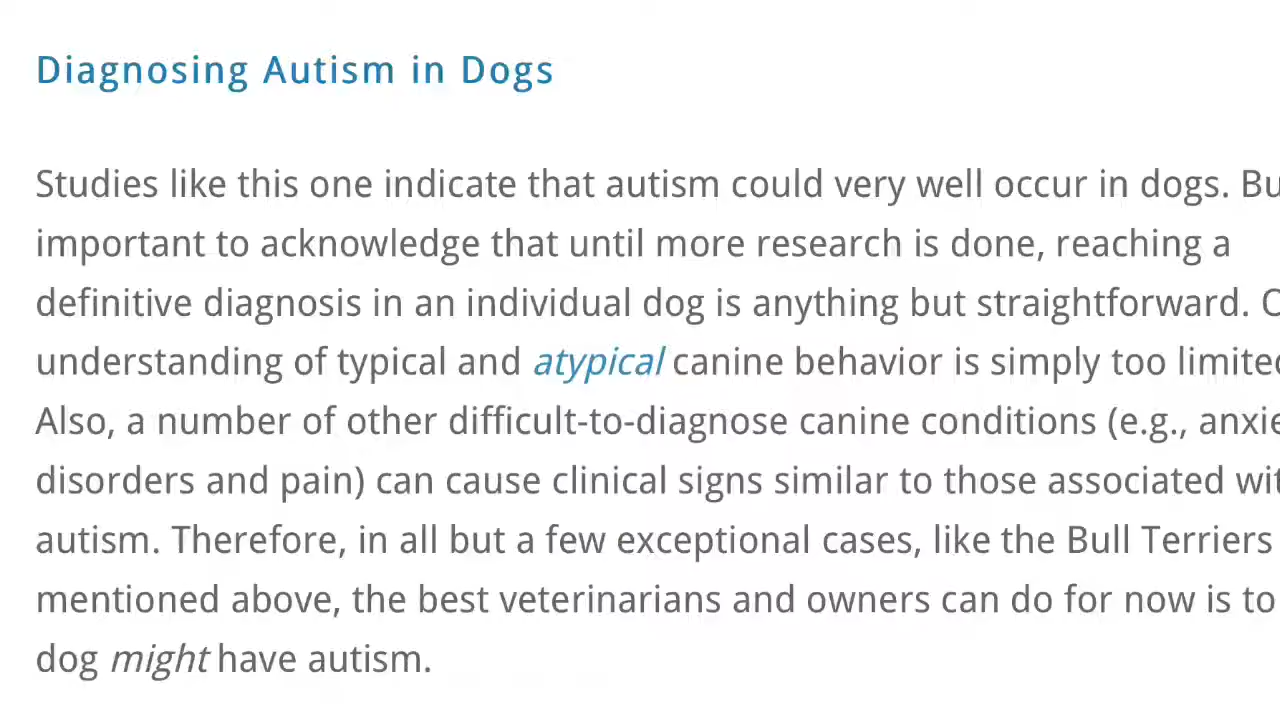 Diagnosing Autism in Dogs
Studies like this one indicate that autism could very well occur in dogs. Bu
important to acknowledge that until more research is done, reaching a
definitive diagnosis in an individual dog is anything but straightforward.
understanding of typical and atypical canine behavior is simply too limited
Also, a number of other difficult-to-diagnose canine conditions (e.g., anxie
disorders and pain) can cause clinical signs similar to those associated wit
autism. Therefore, in all but a few exceptional cases, like the Bull Terriers
mentioned above, the best veterinarians and owners can do for now is to
dog might have autism.